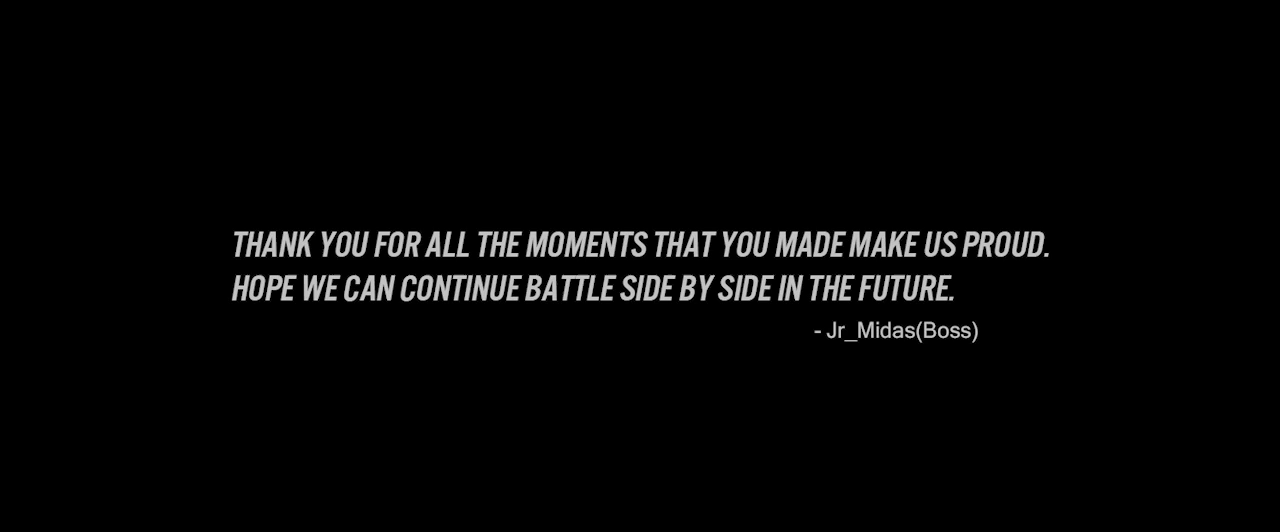 THANK YOU FOR ALL THE MOMENTS THAT YOU MADE MAKE US PROUD.
HOPE WE CAN CONTINUE BATTLE SIDE BY SIDE IN THE FUTURE.
- Jr_Midas(Boss)